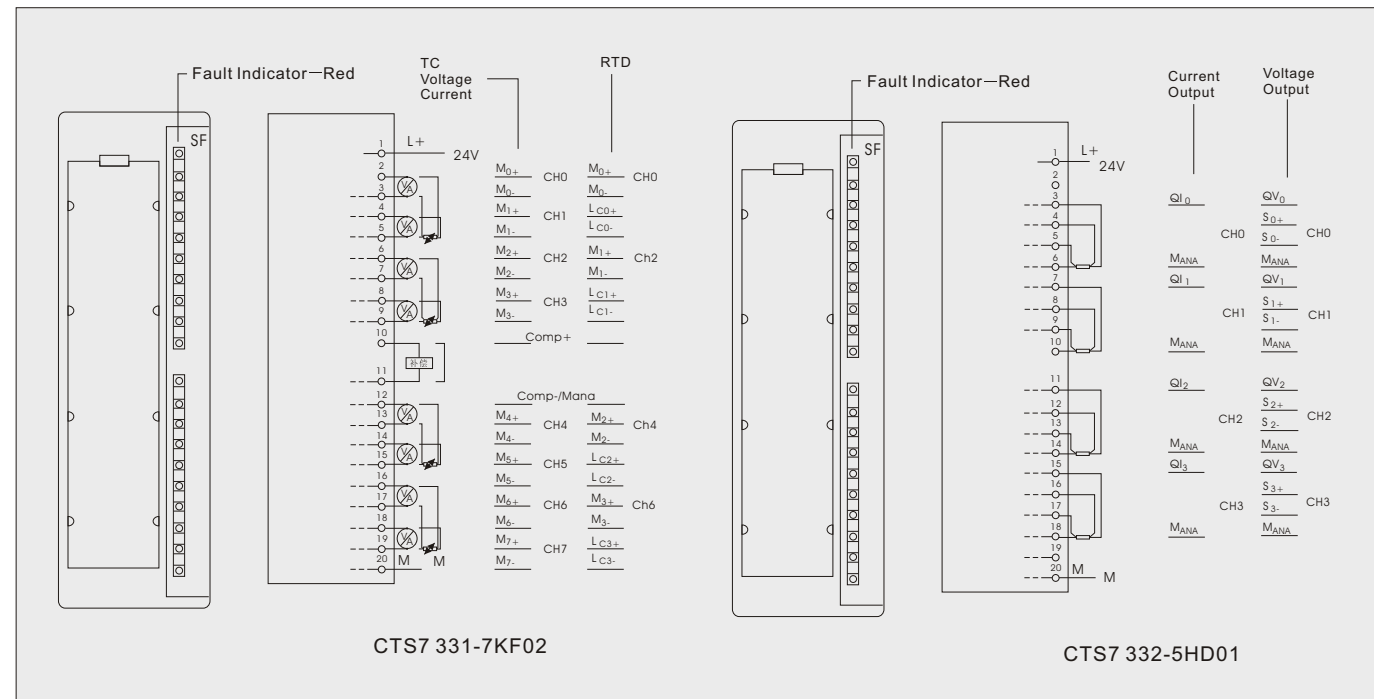 Fault Indicator—Red
SF
TC
Voltage
Current
RTD
1 L+
24V
2 M0+ CH0 M0+ CH0
3 V/A M0- M0-
4 M1+ CH1 LC0+
5 V/A M1- LC0-
6 M2+ CH2 M1+ Ch2
7 V/A M2- M1-
8 M3+ CH3 LC1+
9 V/A M3- LC1-
10 Comp+
补偿
11
Comp-/Mana
12 M4+ CH4 M2+ Ch4
13 V/A M4- M2-
14 M5+ CH5 LC2+
15 V/A M5- LC2-
16 M6+ CH6 M3+ Ch6
17 V/A M6- M3-
18 M7+ CH7 LC3+
19 V/A M7- LC3-
20 M M
CTS7 331-7KF02
Fault Indicator—Red
SF
Current
Output
Voltage
Output
1 L+
24V
2
3 QI0 QV0
4 S0+
CH0 CH0
5 S0-
6 MANA MANA
7 QI1 QV1
8 S1+
CH1 CH1
9 S1-
10 MANA MANA
11 QI2 QV2
12 S2+
CH2 CH2
13 S2-
14 MANA MANA
15 QI3 QV3
16 S3+
CH3 CH3
17 S3-
18 MANA MANA
19
20 M M
CTS7 332-5HD01